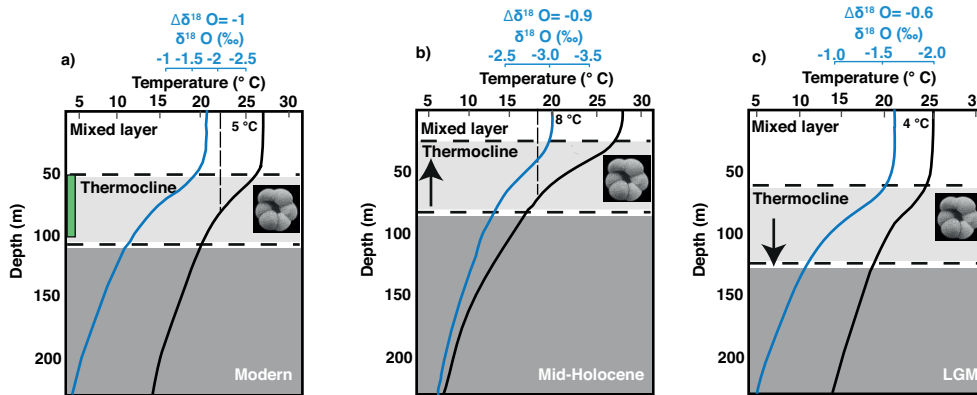 Δδ¹⁸ O= -1
δ¹⁸ O (‰)
-1 -1.5 -2 -2.5
a)
Temperature (° C)
5 10 15 20 25 30
Mixed layer
5 °C
Thermocline
50
100
150
200
Depth (m)
Modern
Δδ¹⁸ O= -0.9
δ¹⁸ O (‰)
-2.5 -3.0 -3.5
b)
Temperature (° C)
5 10 15 20 25 30
Mixed layer
8 °C
Thermocline
50
100
150
200
Depth (m)
Mid-Holocene
Δδ¹⁸ O= -0.6
δ¹⁸ O (‰)
-1.0 -1.5 -2.0
c)
Temperature (° C)
5 10 15 20 25
Mixed layer
4 °C
Thermocline
50
100
150
200
Depth (m)
LGM